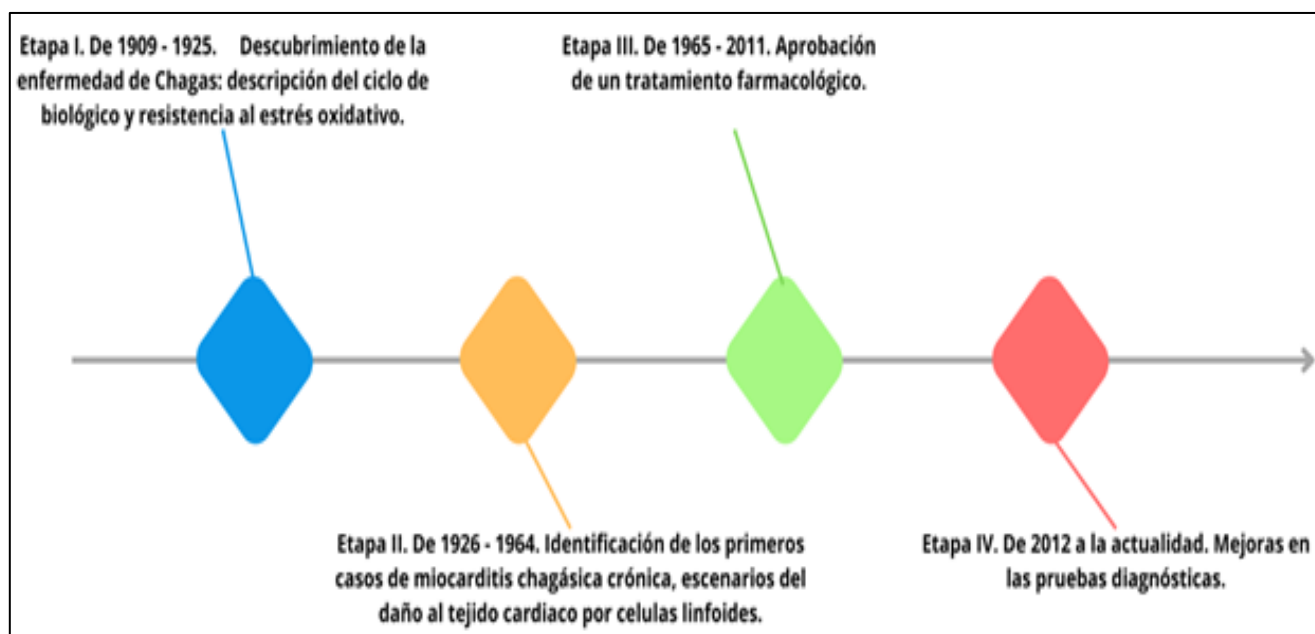 Etapa I. De 1909 - 1925. Descubrimiento de la
enfermedad de Chagas: descripción del ciclo de
biológico y resistencia al estrés oxidativo.
Etapa III. De 1965 - 2011. Aprobación
de un tratamiento farmacológico.
Etapa II. De 1926 - 1964. Identificación de los primeros
casos de miocarditis chagásica crónica, escenarios del
daño al tejido cardiaco por celulas linfoides.
Etapa IV. De 2012 a la actualidad. Mejoras en
las pruebas diagnósticas.